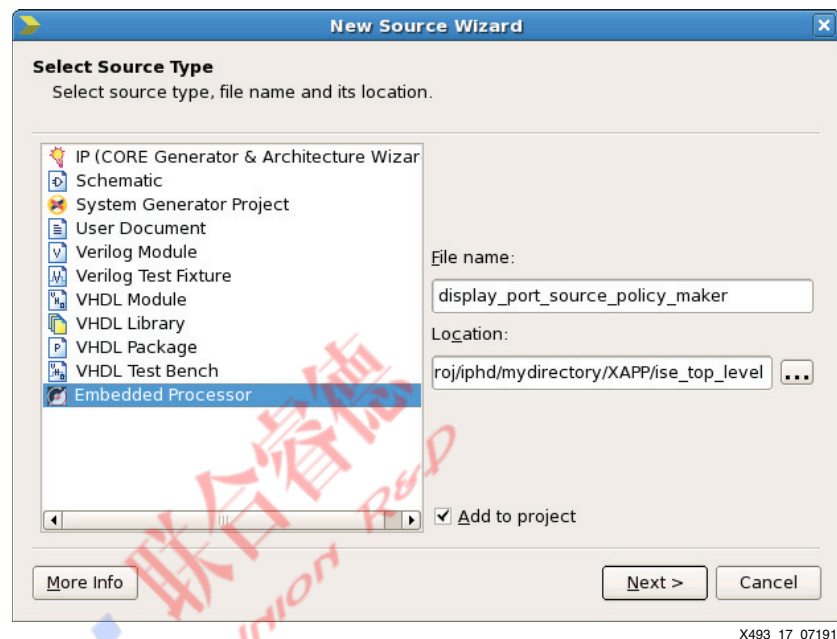 New Source Wizard
Select Source Type
Select source type, file name and its location.
IP (CORE Generator & Architecture Wizar
Schematic
System Generator Project
User Document
Verilog Module
Verilog Test Fixture
VHDL Module
VHDL Library
VHDL Package
VHDL Test Bench
Embedded Processor
File name:
display_port_source_policy_maker
Location:
roj/iphd/mydirectory/XAPP/ise_top_level
...
Add to project
More Info
Next >
Cancel
联合睿德
UNION R&D
X493_17_07191